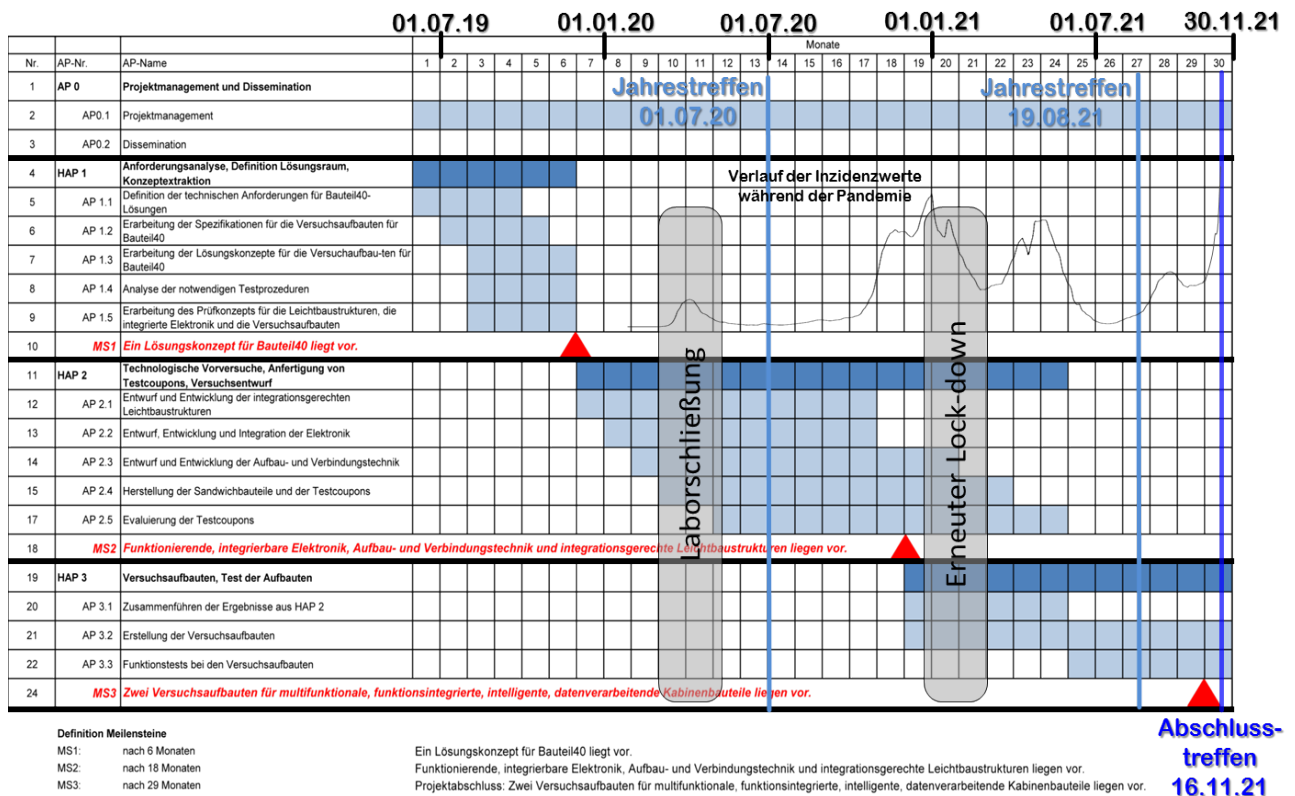 01.07.19 01.01.20 01.07.20 01.01.21 01.07.21 30.11.21
Monate
Nr. AP-Nr. AP-Name 1 2 3 4 5 6 7 8 9 10 11 12 13 14 15 16 17 18 19 20 21 22 23 24 25 26 27 28 29 30
1 AP 0 Projektmanagement und Dissemination
Jahrestreffen
01.07.20
Jahrestreffen
19.08.21
2 AP0.1 Projektmanagement
3 AP0.2 Dissemination
4 HAP 1 Anforderungsanalyse, Definition Lösungsraum,
Konzeptextraktion
Verlauf der Inzidenzwerte
während der Pandemie
5 AP 1.1 Definition der technischen Anforderungen für Bauteil40-
Lösungen
6 AP 1.2 Erarbeitung der Spezifikationen für die Versuchsaufbauten für
Bauteil40
7 AP 1.3 Erarbeitung der Lösungskonzepte für die Versuchaufbau-ten für
Bauteil40
8 AP 1.4 Analyse der notwendigen Testprozeduren
9 AP 1.5 Erarbeitung des Prüfkonzepts für die Leichtbaustrukturen, die
integrierte Elektronik und die Versuchsaufbauten
10 MS1 Ein Lösungskonzept für Bauteil40 liegt vor.
11 HAP 2 Technologische Vorversuche, Anfertigung von
Testcoupons, Versuchsentwurf
12 AP 2.1 Entwurf und Entwicklung der integrationsgerechten
Leichtbaustrukturen
13 AP 2.2 Entwurf, Entwicklung und Integration der Elektronik
14 AP 2.3 Entwurf und Entwicklung der Aufbau- und Verbindungstechnik
15 AP 2.4 Herstellung der Sandwichbauteile und der Testcoupons
17 AP 2.5 Evaluierung der Testcoupons
18 MS2 Funktionierende, integrierbare Elektronik, Aufbau- und Verbindungstechnik und integrationsgerechte Leichtbaustrukturen liegen vor.
Laborschließung
Erneuter Lock-down
19 HAP 3 Versuchsaufbauten, Test der Aufbauten
20 AP 3.1 Zusammenführen der Ergebnisse aus HAP 2
21 AP 3.2 Erstellung der Versuchsaufbauten
22 AP 3.3 Funktionstests bei den Versuchsaufbauten
24 MS3 Zwei Versuchsaufbauten für multifunktionale, funktionsintegrierte, intelligente, datenverarbeitende Kabinenbauteile liegen vor.
Definition Meilensteine
MS1: nach 6 Monaten Ein Lösungskonzept für Bauteil40 liegt vor.
MS2: nach 18 Monaten Funktionierende, integrierbare Elektronik, Aufbau- und Verbindungstechnik und integrationsgerechte Leichtbaustrukturen liegen vor.
MS3: nach 29 Monaten Projektabschluss: Zwei Versuchsaufbauten für multifunktionale, funktionsintegrierte, intelligente, datenverarbeitende Kabinenbauteile liegen vor.
Abschluss-
treffen
16.11.21